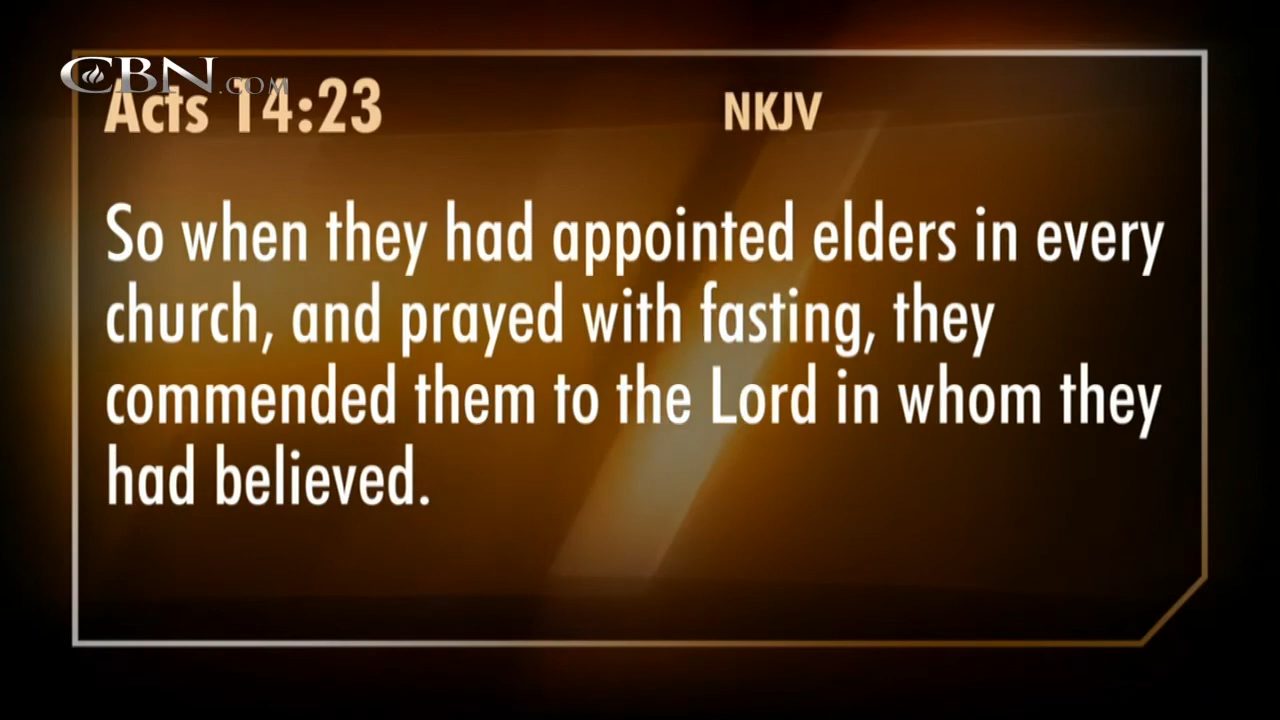 CBN.COM
Acts 14:23 NKJV
So when they had appointed elders in every
church, and prayed with fasting, they
commended them to the Lord in whom they
had believed.